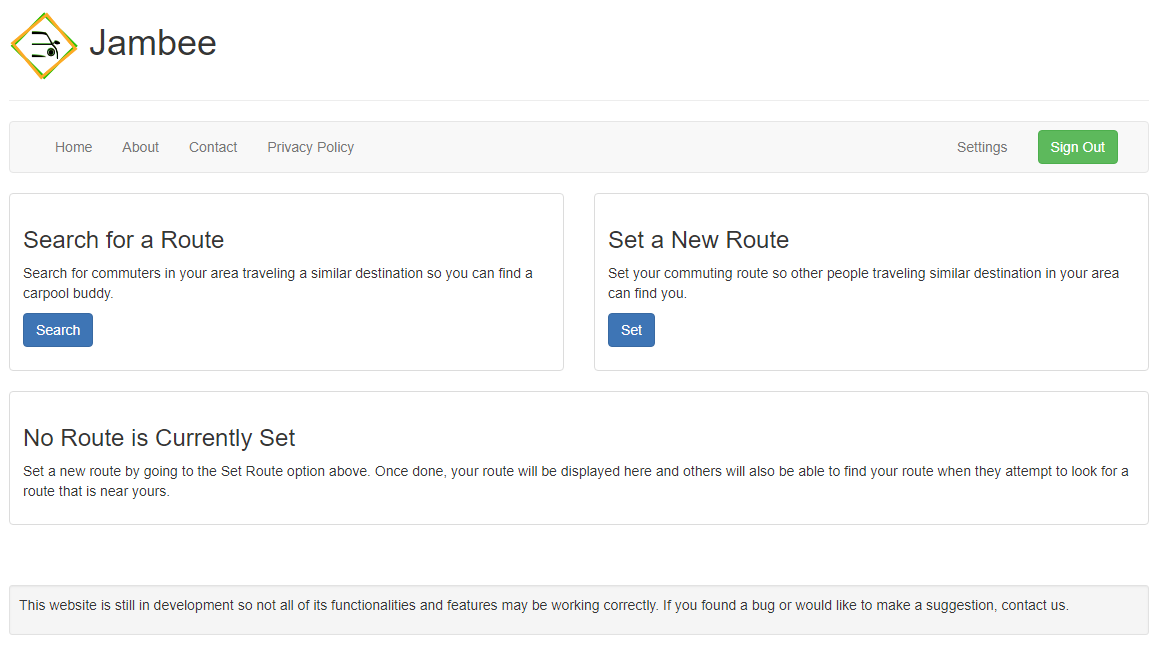 Jambee
Home About Contact Privacy Policy Settings Sign Out
Search for a Route
Search for commuters in your area traveling a similar destination so you can find a
carpool buddy.
Search
Set a New Route
Set your commuting route so other people traveling similar destination in your area
can find you.
Set
No Route is Currently Set
Set a new route by going to the Set Route option above. Once done, your route will be displayed here and others will also be able to find your route when they attempt to look for a
route that is near yours.
This website is still in development so not all of its functionalities and features may be working correctly. If you found a bug or would like to make a suggestion, contact us.